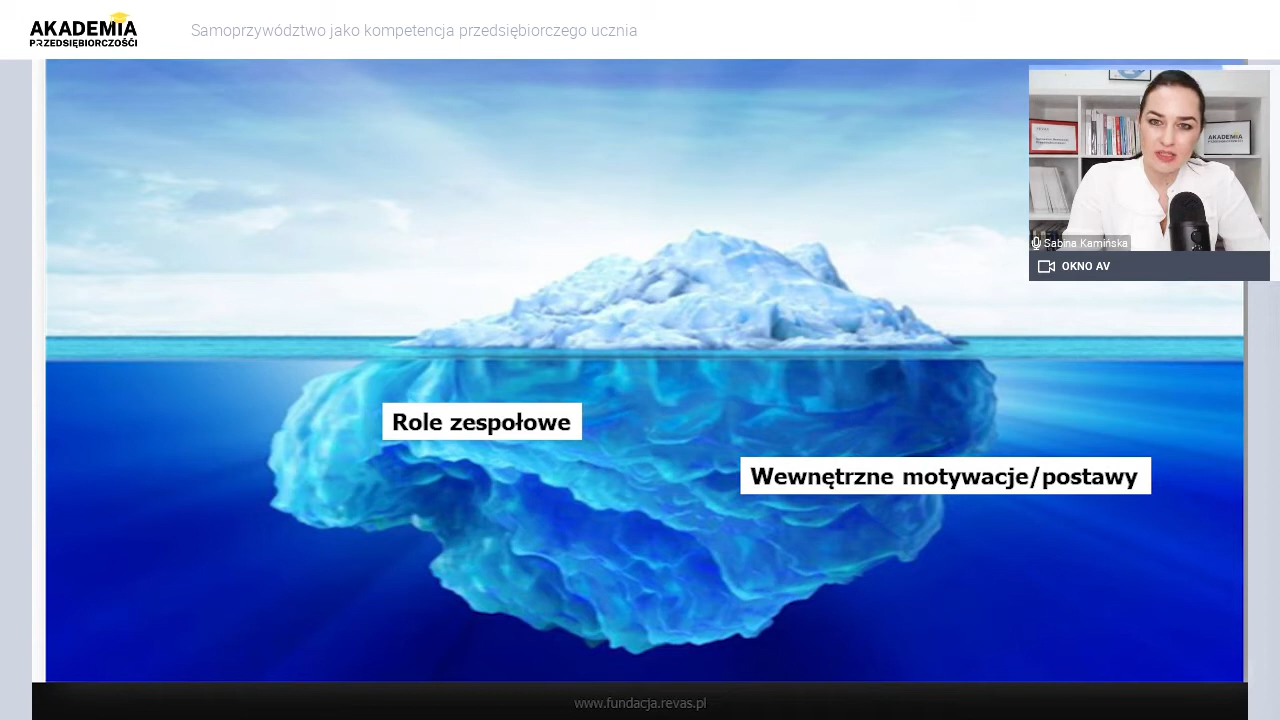 AKADEMIA
PRZEDSIĘBIORCZOŚCI
Samoprzywództwo jako kompetencja przedsiębiorczego ucznia
AKADEMIA
Sabina Kamińska
OKNO AV
Role zespołowe
Wewnętrzne motywacje/postawy
www.fundacja.revas.pl